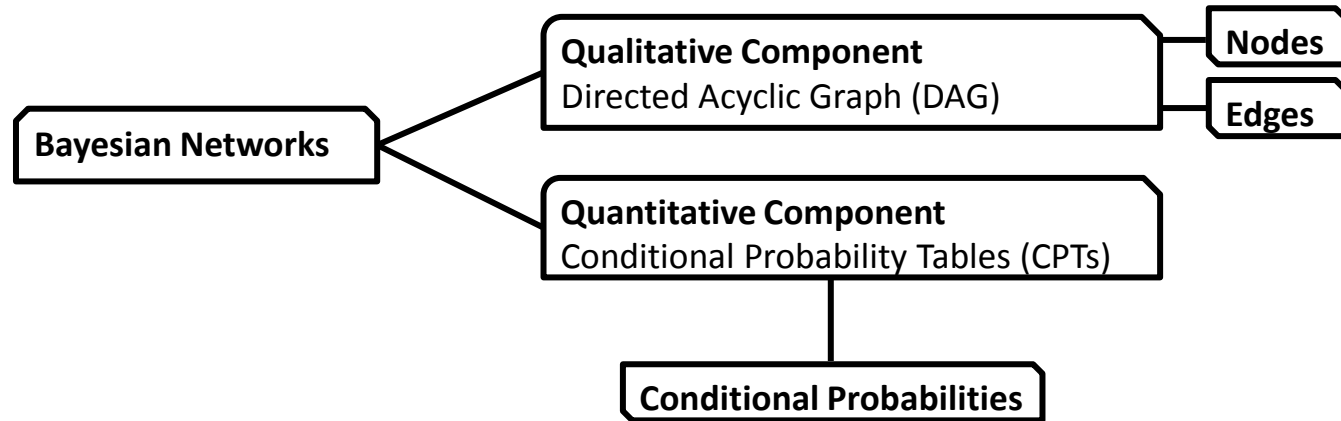 Bayesian Networks
Qualitative Component
Directed Acyclic Graph (DAG)
Nodes
Edges
Quantitative Component
Conditional Probability Tables (CPTs)
Conditional Probabilities